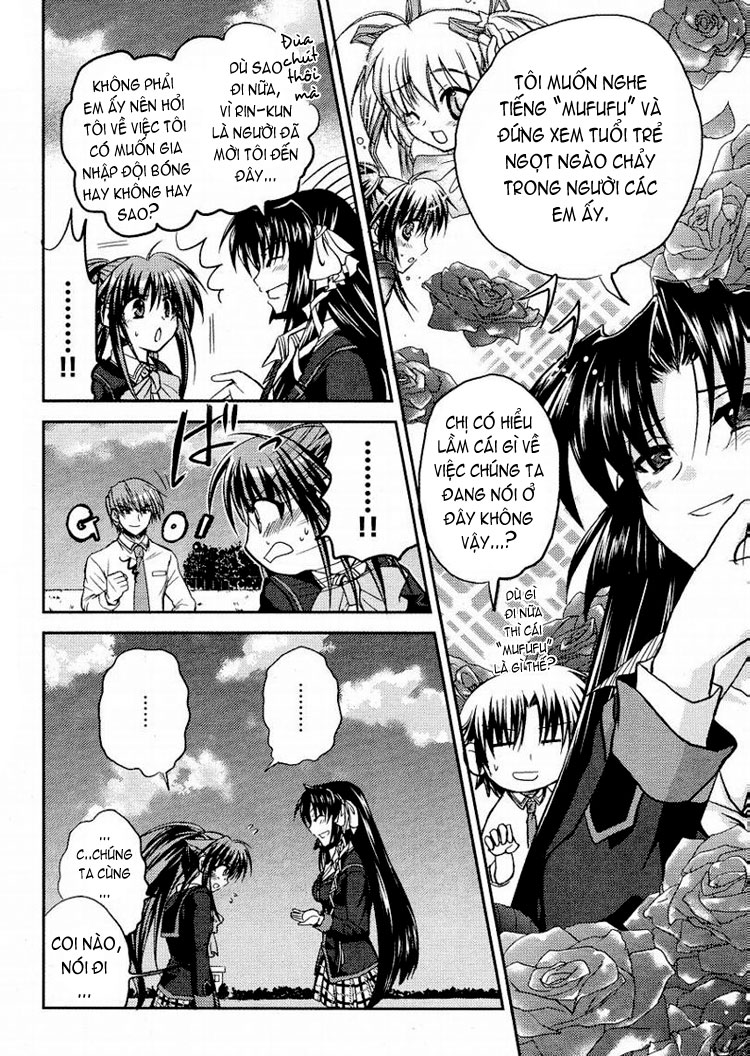 TÔI MUỐN NGHE
TIẾNG "MUFUFU" VÀ
ĐỨNG XEM TUỔI TRẺ
NGỌT NGÀO CHẢY
TRONG NGƯỜI CÁC
EM ẤY.
CHỊ CÓ HIỂU
LẦM CÁI GÌ VỀ
VIỆC CHÚNG TA
ĐANG NÓI Ở
ĐÂY KHÔNG
VẬY...?
DÙ GÌ
ĐI NỮA
THÌ CÁI
"MUFUFU"
LÀ GÌ THẾ?
Đùa
chút
thôi
mà
DÙ SAO
ĐI NỮA,
VÌ RIN-KUN
LÀ NGƯỜI ĐÃ
MỜI TÔI ĐẾN
ĐÂY...
KHÔNG PHẢI
EM ẤY NÊN HỎI
TÔI VỀ VIỆC TÔI
CÓ MUỐN GIA
NHẬP ĐỘI BÓNG
HAY KHÔNG HAY
SAO?
......!!
ば
......!!
GO!
......
......
...
C..CHÚNG
TA CÙNG
...
COI NÀO,
NÓI ĐI
...